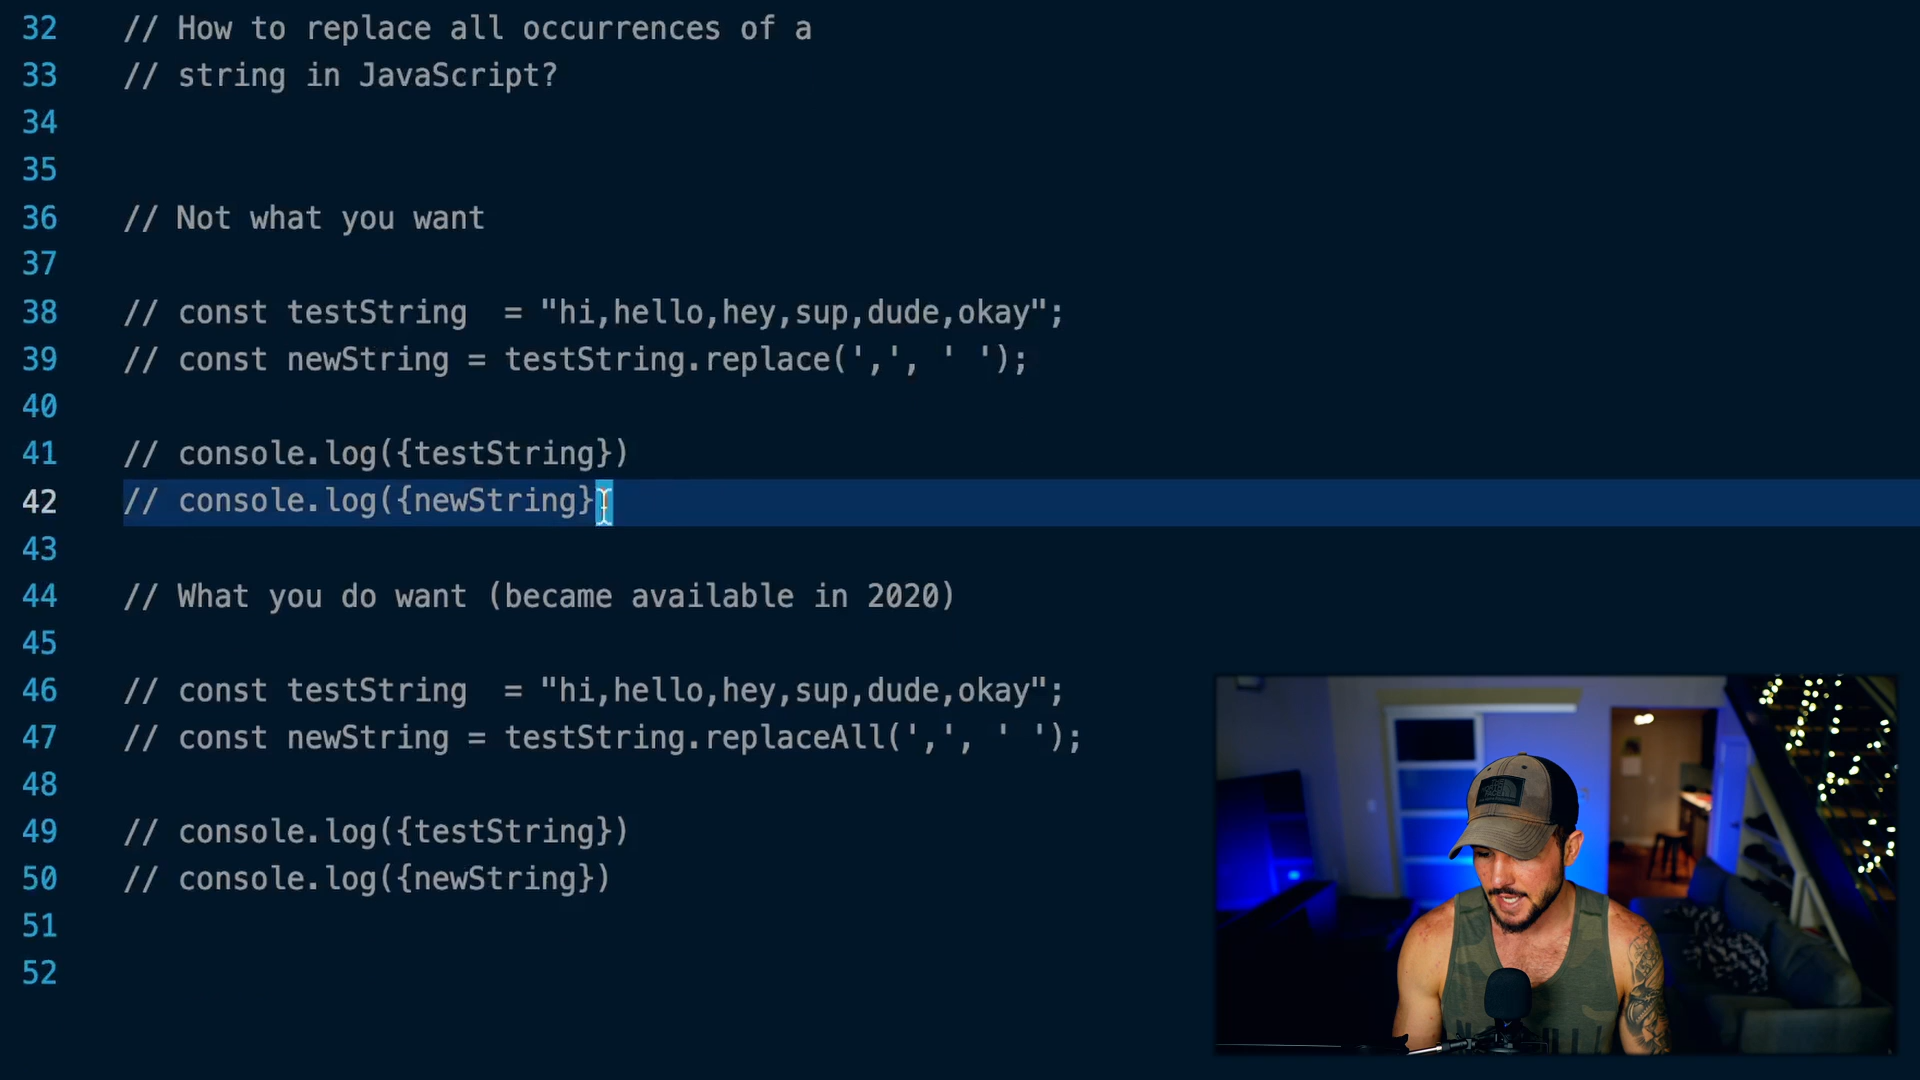 32 // How to replace all occurrences of a
33 // string in JavaScript?
34
35
36 // Not what you want
37
38 // const testString  = "hi,hello,hey,sup,dude,okay";
39 // const newString = testString.replace(',', ' ');
40
41 // console.log({testString})
42 // console.log({newString}
43
44 // What you do want (became available in 2020)
45
46 // const testString  = "hi,hello,hey,sup,dude,okay";
47 // const newString = testString.replaceAll(',', ' ');
48
49 // console.log({testString})
50 // console.log({newString})
51
52